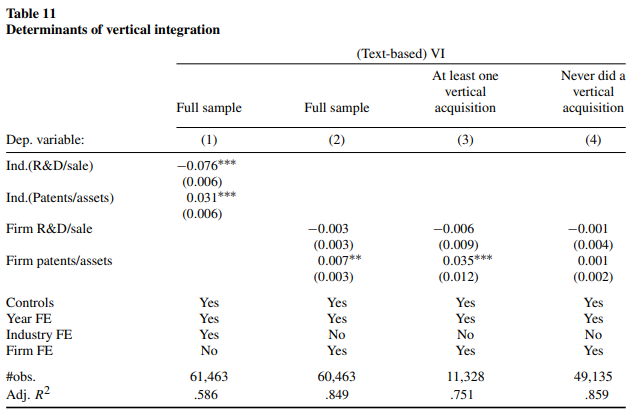 Table 11
Determinants of vertical integration
(Text-based) VI
Full sample Full sample At least one vertical acquisition Never did a vertical acquisition
Dep. variable: (1) (2) (3) (4)
Ind.(R&D/sale) −0.076***
(0.006)
Ind.(Patents/assets) 0.031***
(0.006)
Firm R&D/sale −0.003 −0.006 −0.001
(0.003) (0.009) (0.004)
Firm patents/assets 0.007** 0.035*** 0.001
(0.003) (0.012) (0.002)
Controls Yes Yes Yes Yes
Year FE Yes Yes Yes Yes
Industry FE Yes No No No
Firm FE No Yes Yes Yes
#obs. 61,463 60,463 11,328 49,135
Adj. R2 .586 .849 .751 .859